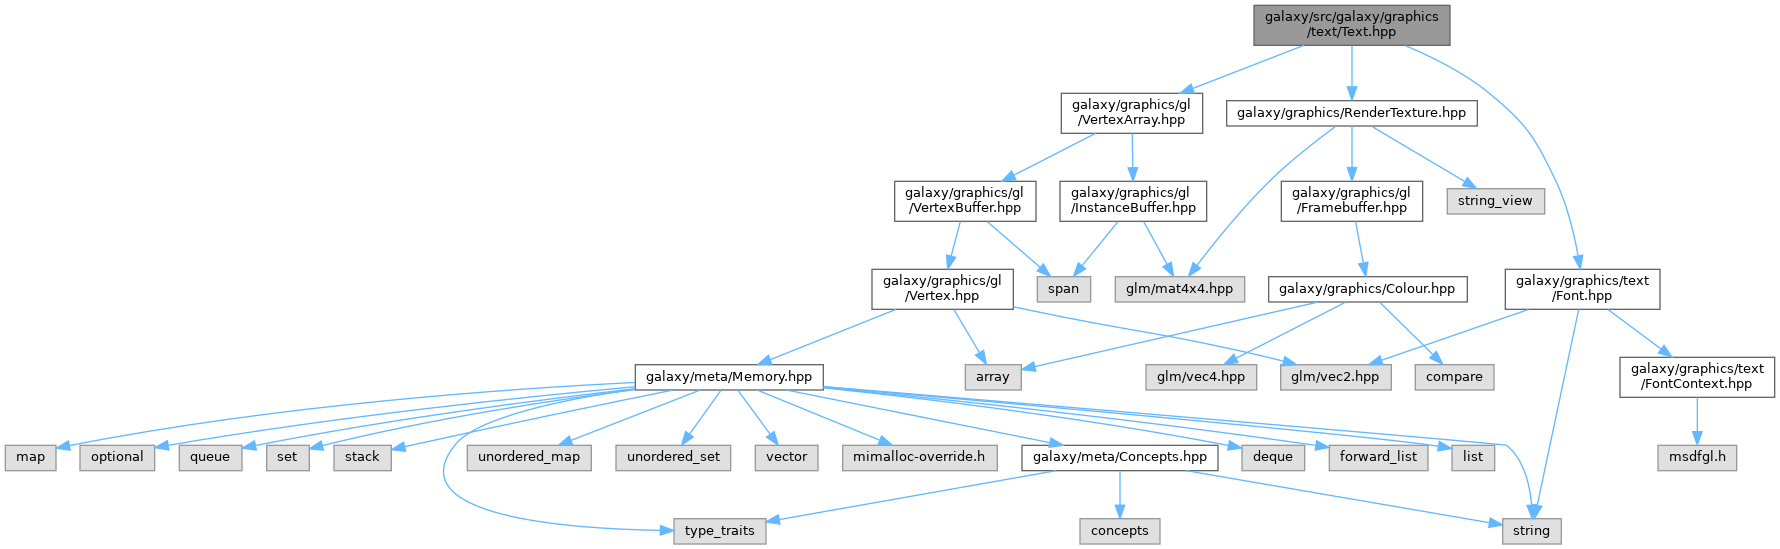 galaxy/src/galaxy/graphics
/text/Text.hpp
galaxy/graphics/gl
/VertexArray.hpp
galaxy/graphics/RenderTexture.hpp
galaxy/graphics/gl
/VertexBuffer.hpp
galaxy/graphics/gl
/InstanceBuffer.hpp
galaxy/graphics/gl
/Framebuffer.hpp
string_view
galaxy/graphics/gl
/Vertex.hpp
span
glm/mat4x4.hpp
galaxy/graphics/Colour.hpp
galaxy/graphics/text
/Font.hpp
galaxy/meta/Memory.hpp
array
glm/vec4.hpp
glm/vec2.hpp
compare
galaxy/graphics/text
/FontContext.hpp
map
optional
queue
set
stack
unordered_map
unordered_set
vector
mimalloc-override.h
galaxy/meta/Concepts.hpp
deque
forward_list
list
msdfgl.h
type_traits
concepts
string